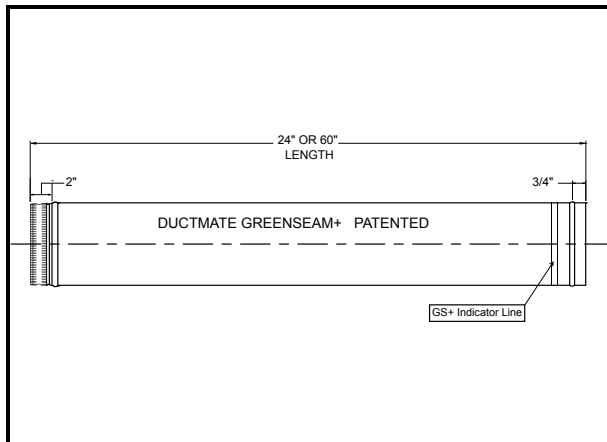 24" OR 60"
LENGTH
2"
3/4"
DUCTMATE GREENSEAM+ PATENTED
GS+ Indicator Line